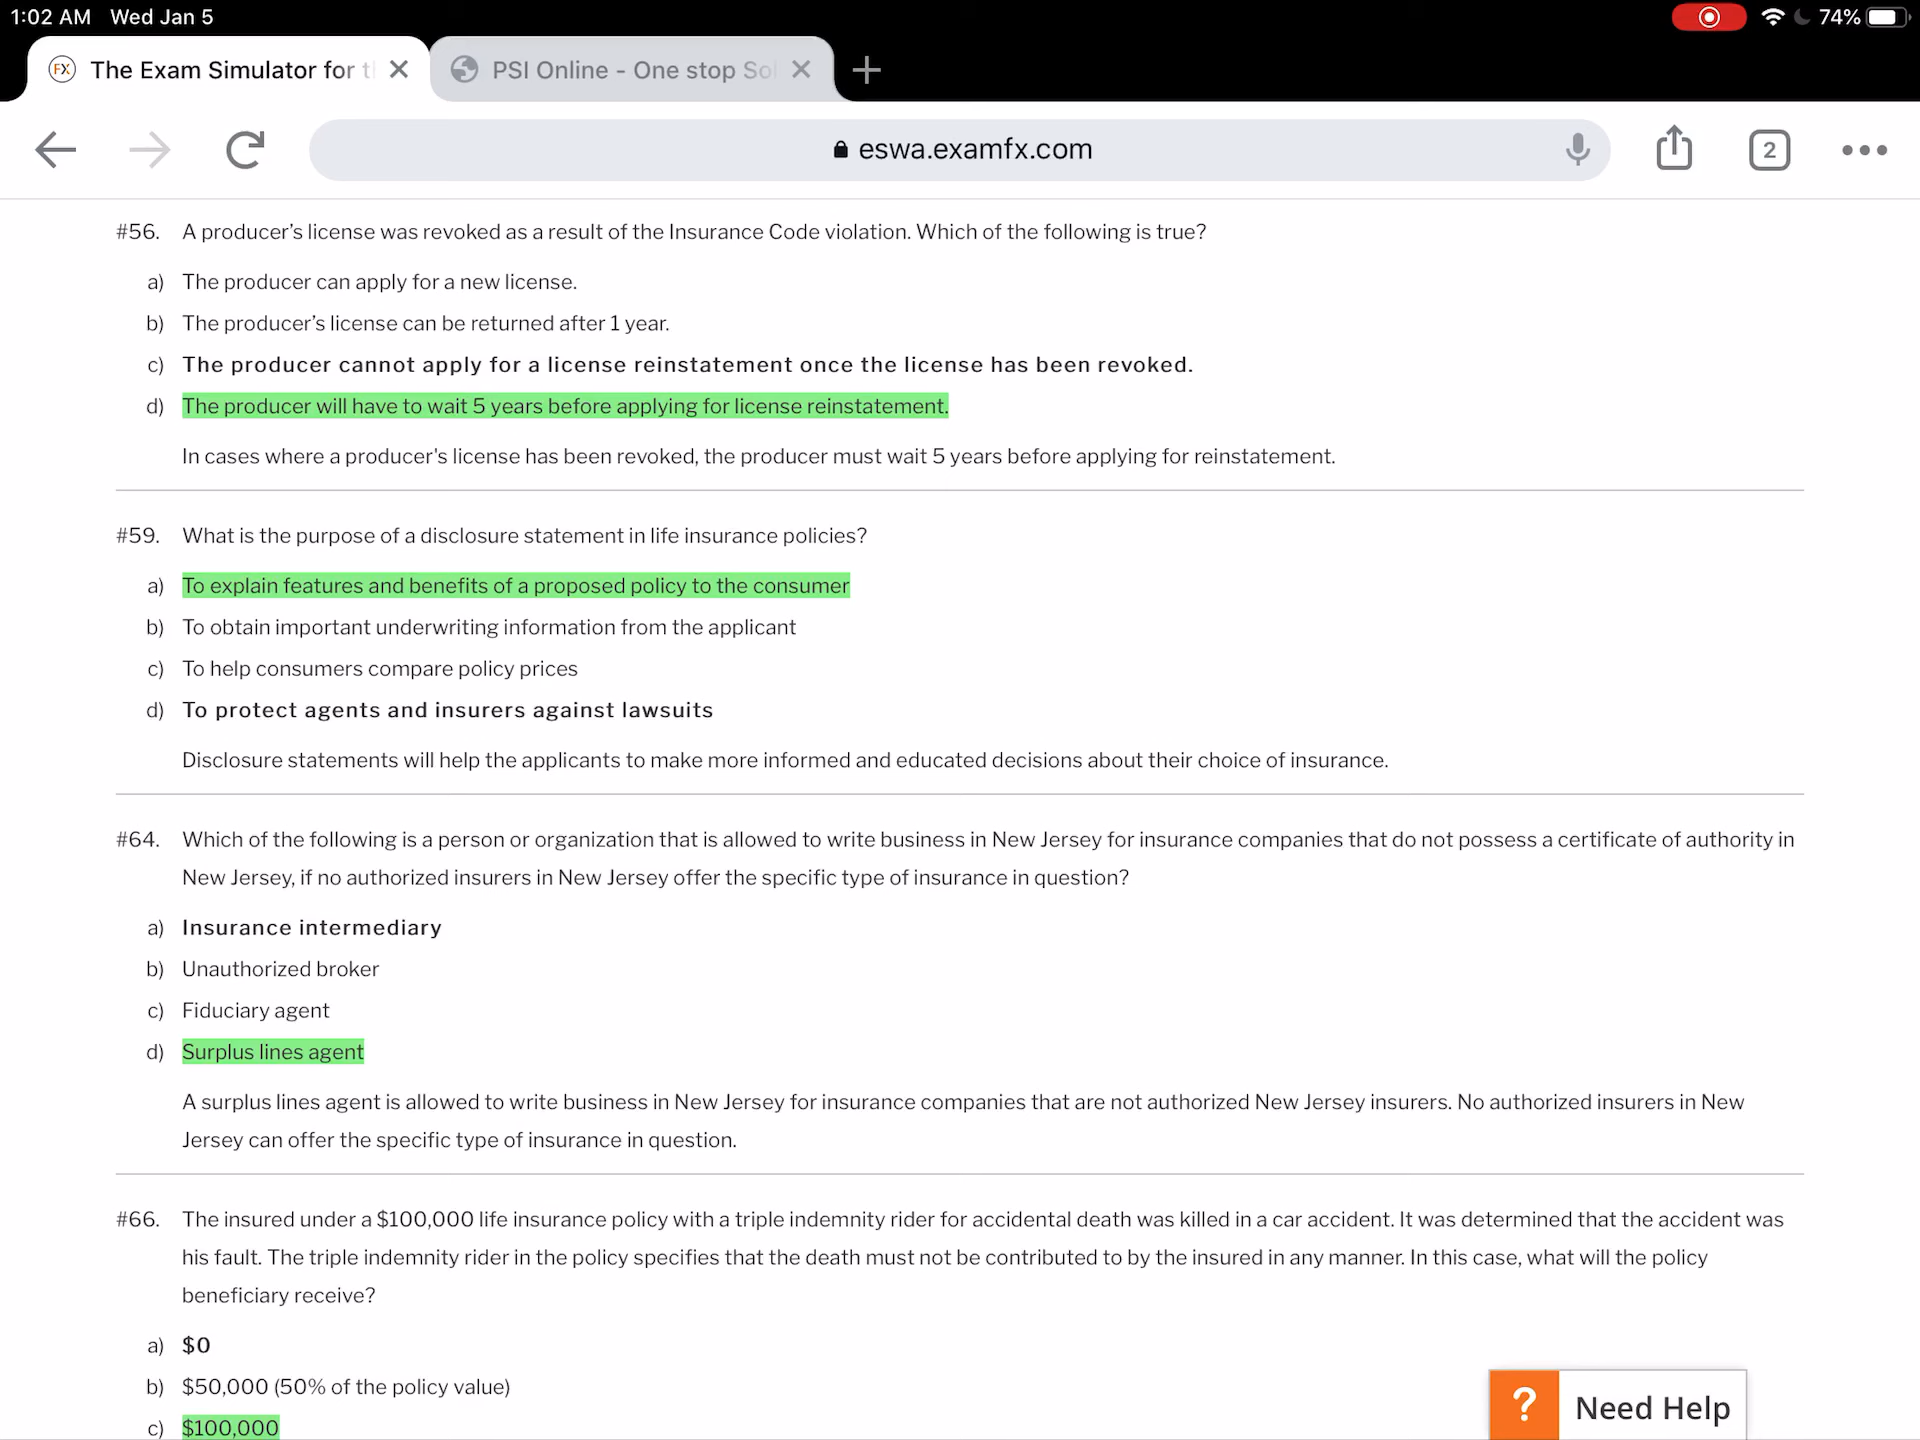 1:02 AM Wed Jan 5
74%
FX The Exam Simulator for t
PSI Online - One stop Sol
eswa.examfx.com
2
#56. A producer's license was revoked as a result of the Insurance Code violation. Which of the following is true?
a) The producer can apply for a new license.
b) The producer's license can be returned after 1 year.
c) The producer cannot apply for a license reinstatement once the license has been revoked.
d) The producer will have to wait 5 years before applying for license reinstatement.
In cases where a producer's license has been revoked, the producer must wait 5 years before applying for reinstatement.
#59. What is the purpose of a disclosure statement in life insurance policies?
a) To explain features and benefits of a proposed policy to the consumer
b) To obtain important underwriting information from the applicant
c) To help consumers compare policy prices
d) To protect agents and insurers against lawsuits
Disclosure statements will help the applicants to make more informed and educated decisions about their choice of insurance.
#64. Which of the following is a person or organization that is allowed to write business in New Jersey for insurance companies that do not possess a certificate of authority in
New Jersey, if no authorized insurers in New Jersey offer the specific type of insurance in question?
a) Insurance intermediary
b) Unauthorized broker
c) Fiduciary agent
d) Surplus lines agent
A surplus lines agent is allowed to write business in New Jersey for insurance companies that are not authorized New Jersey insurers. No authorized insurers in New
Jersey can offer the specific type of insurance in question.
#66. The insured under a $100,000 life insurance policy with a triple indemnity rider for accidental death was killed in a car accident. It was determined that the accident was
his fault. The triple indemnity rider in the policy specifies that the death must not be contributed to by the insured in any manner. In this case, what will the policy
beneficiary receive?
a) $0
b) $50,000 (50% of the policy value)
c) $100,000
? Need Help